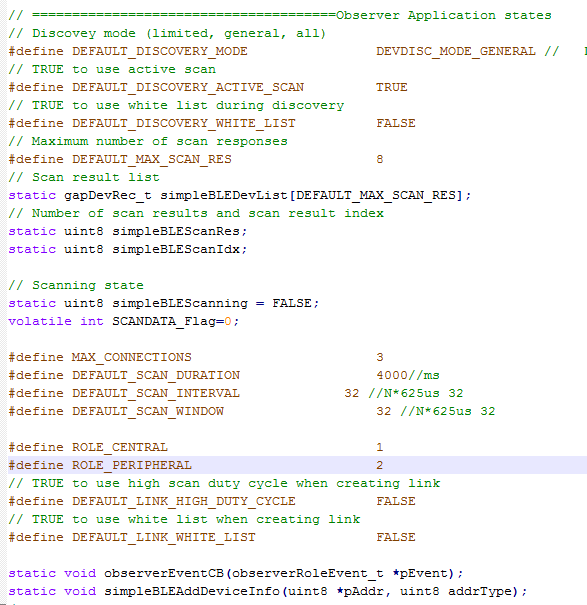 // ======================================Observer Application states
// Discovey mode (limited, general, all)
#define DEFAULT_DISCOVERY_MODE                DEVDISC_MODE_GENERAL //
// TRUE to use active scan
#define DEFAULT_DISCOVERY_ACTIVE_SCAN         TRUE
// TRUE to use white list during discovery
#define DEFAULT_DISCOVERY_WHITE_LIST          FALSE
// Maximum number of scan responses
#define DEFAULT_MAX_SCAN_RES                  8
// Scan result list
static gapDevRec_t simpleBLEDevList[DEFAULT_MAX_SCAN_RES];
// Number of scan results and scan result index
static uint8 simpleBLEScanRes;
static uint8 simpleBLEScanIdx;

// Scanning state
static uint8 simpleBLEScanning = FALSE;
volatile int SCANDATA_Flag=0;

#define MAX_CONNECTIONS                       3
#define DEFAULT_SCAN_DURATION                 4000//ms
#define DEFAULT_SCAN_INTERVAL             32 //N*625us 32
#define DEFAULT_SCAN_WINDOW                   32 //N*625us 32

#define ROLE_CENTRAL                          1
#define ROLE_PERIPHERAL                       2
// TRUE to use high scan duty cycle when creating link
#define DEFAULT_LINK_HIGH_DUTY_CYCLE          FALSE
// TRUE to use white list when creating link
#define DEFAULT_LINK_WHITE_LIST               FALSE

static void observerEventCB(observerRoleEvent_t *pEvent);
static void simpleBLEAddDeviceInfo(uint8 *pAddr, uint8 addrType);